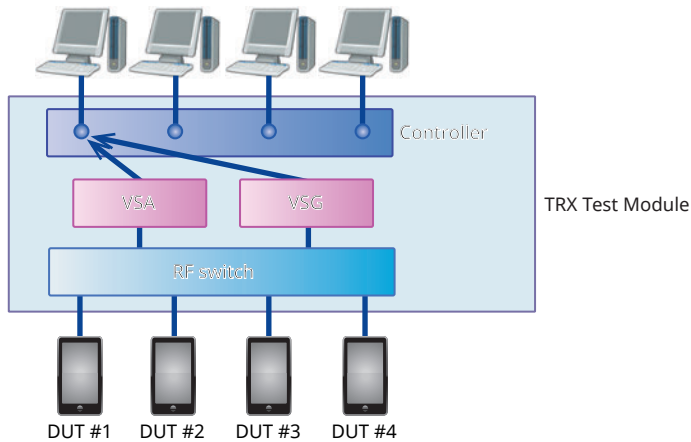 Controller
VSA
VSG
TRX Test Module
RF switch
DUT #1
DUT #2
DUT #3
DUT #4